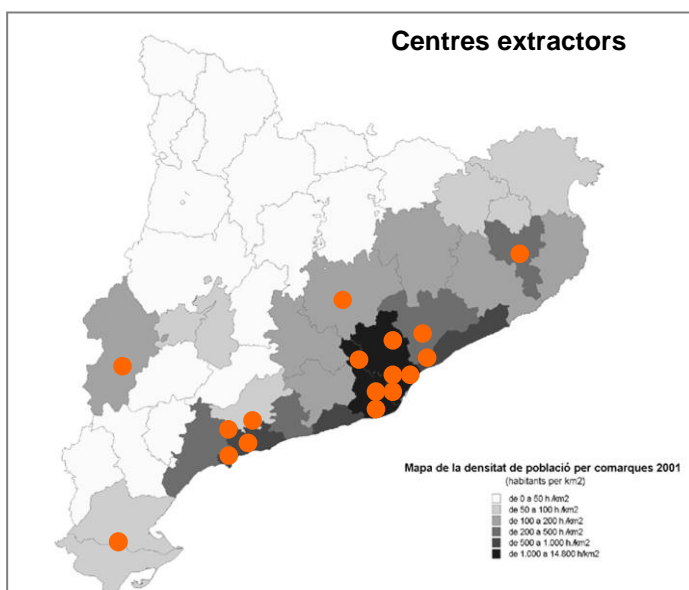 Centres extractors
Mapa de la densitat de població per comarques 2001
(habitants per km2)
de 0 a 50 h./km2
de 50 a 100 h./km2
de 100 a 200 h./km2
de 200 a 500 h./km2
de 500 a 1.000 h./km2
de 1.000 a 14.800 h/km2